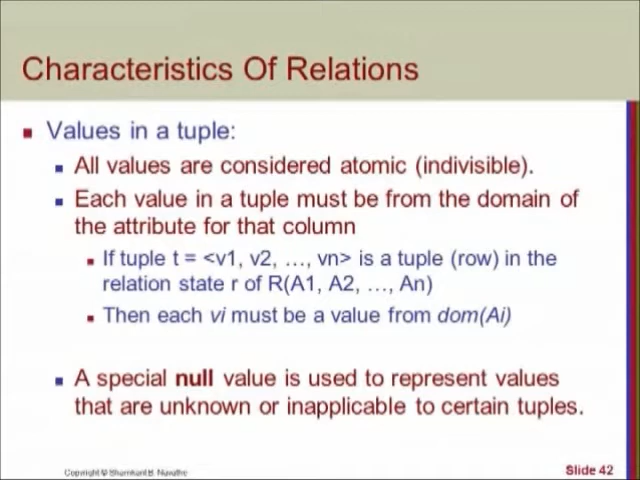 Characteristics Of Relations
Values in a tuple:
All values are considered atomic (indivisible).
Each value in a tuple must be from the domain of
the attribute for that column
If tuple t = <v1, v2, …, vn> is a tuple (row) in the
relation state r of R(A1, A2, …, An)
Then each vi must be a value from dom(Ai)
A special null value is used to represent values
that are unknown or inapplicable to certain tuples.
Copyright © Shamkant B. Navathe
Slide 42